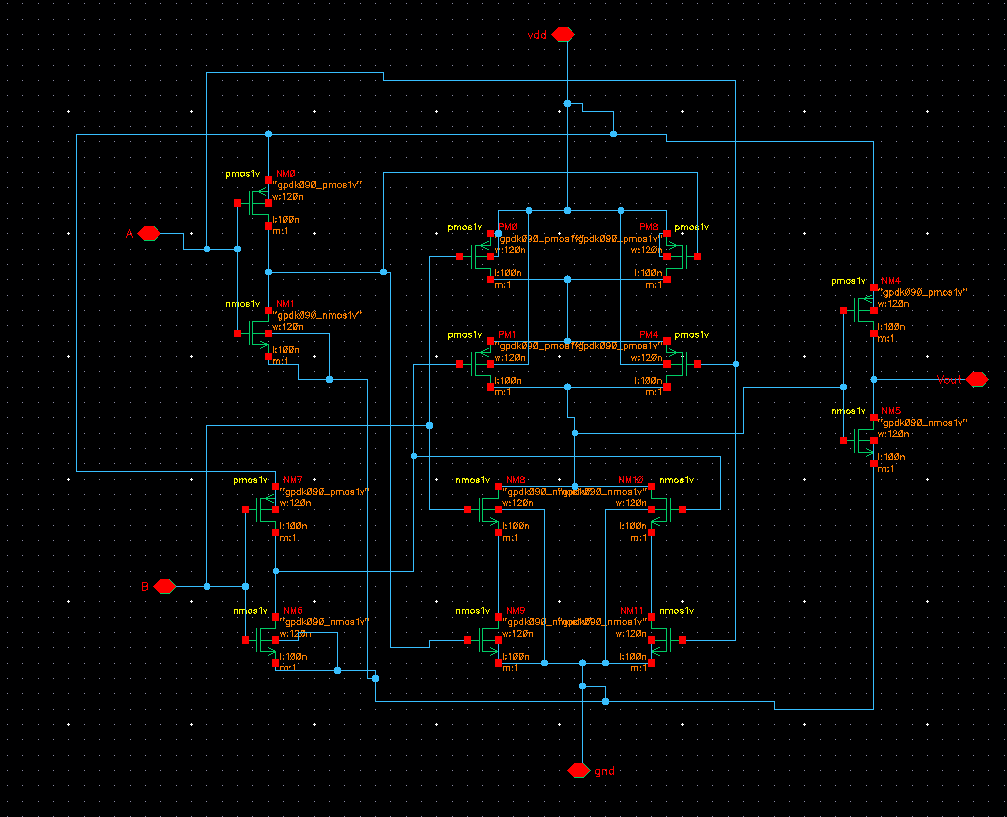 vdd
pmos1v NM0
"gpdk090_pmos1v"
w:120n
l:100n
m:1
A
pmos1v PM0
"gpdk090_pmos1v"
w:120n
l:100n
m:1
PM3 pmos1v
"gpdk090_pmos1v"
w:120n
l:100n
m:1
nmos1v NM1
"gpdk090_nmos1v"
w:120n
l:100n
m:1
pmos1v NM4
"gpdk090_pmos1v"
w:120n
l:100n
m:1
pmos1v PM1
"gpdk090_pmos1v"
w:120n
l:100n
m:1
PM4 pmos1v
"gpdk090_pmos1v"
w:120n
l:100n
m:1
Vout
nmos1v NM5
"gpdk090_nmos1v"
w:120n
l:100n
m:1
pmos1v NM7
"gpdk090_pmos1v"
w:120n
l:100n
m:1
nmos1v NM8
w:120n
l:100n
m:1
NM10 nmos1v
"gpdk090_nmos1v"
w:120n
l:100n
m:1
B
nmos1v NM6
"gpdk090_nmos1v"
w:120n
l:100n
m:1
nmos1v NM9
w:120n
l:100n
m:1
NM11 nmos1v
"gpdk090_nmos1v"
w:120n
l:100n
m:1
gnd